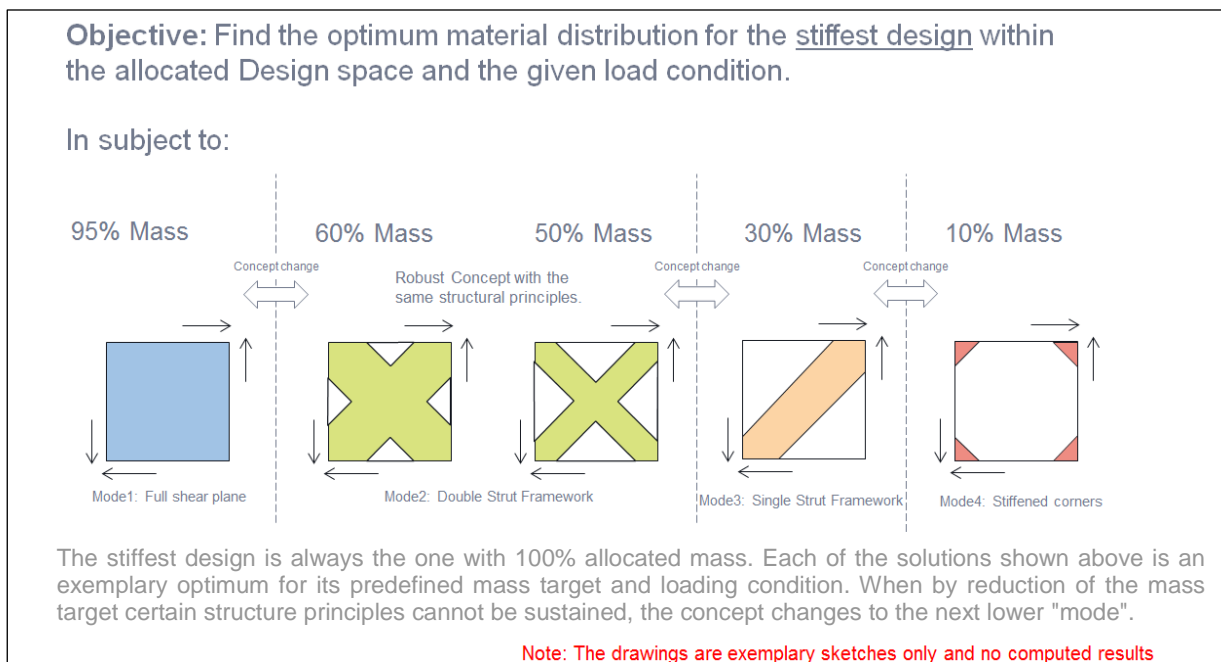 Objective: Find the optimum material distribution for the stiffest design within
the allocated Design space and the given load condition.
In subject to:
95% Mass
60% Mass
50% Mass
30% Mass
10% Mass
Concept change
Robust Concept with the
same structural principles.
Concept change
Concept change
Mode1: Full shear plane
Mode2: Double Strut Framework
Mode3: Single Strut Framework
Mode4: Stiffened corners
The stiffest design is always the one with 100% allocated mass. Each of the solutions shown above is an
exemplary optimum for its predefined mass target and loading condition. When by reduction of the mass
target certain structure principles cannot be sustained, the concept changes to the next lower "mode".
Note: The drawings are exemplary sketches only and no computed results